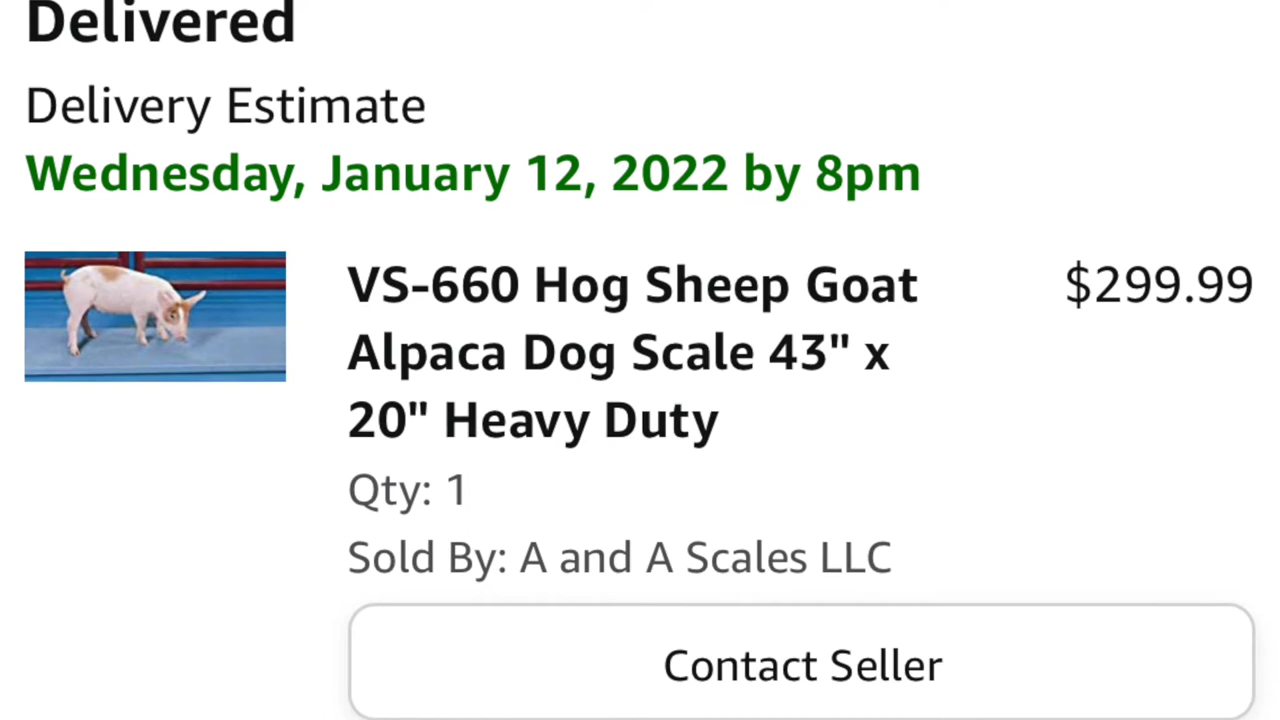 Delivered
Delivery Estimate
Wednesday, January 12, 2022 by 8pm
VS-660 Hog Sheep Goat
Alpaca Dog Scale 43" x
20" Heavy Duty
$299.99
Qty: 1
Sold By: A and A Scales LLC
Contact Seller